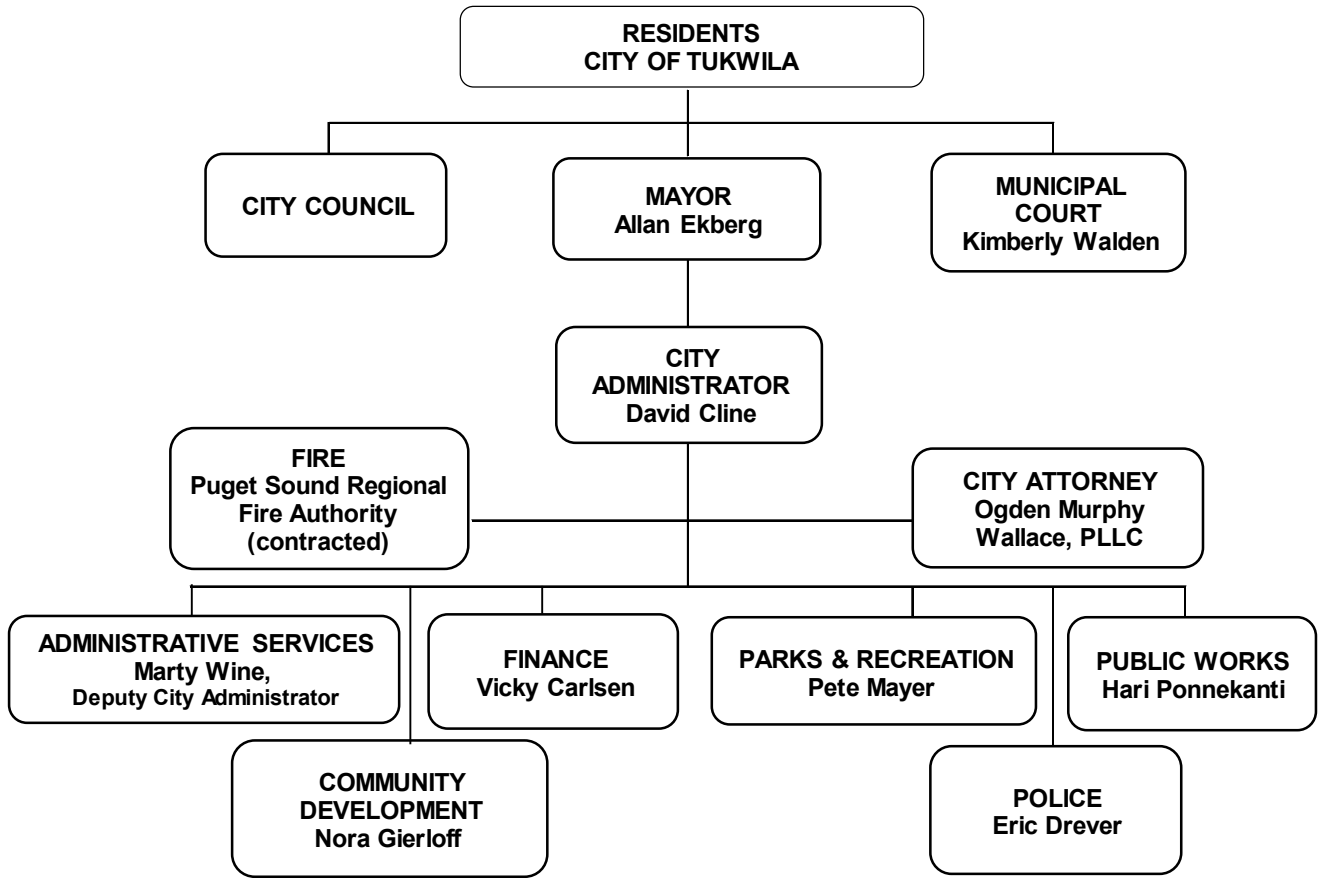 RESIDENTS
CITY OF TUKWILA
CITY COUNCIL
MAYOR
Allan Ekberg
MUNICIPAL
COURT
Kimberly Walden
CITY
ADMINISTRATOR
David Cline
FIRE
Puget Sound Regional
Fire Authority
(contracted)
CITY ATTORNEY
Ogden Murphy
Wallace, PLLC
ADMINISTRATIVE SERVICES
Marty Wine,
Deputy City Administrator
FINANCE
Vicky Carlsen
PARKS & RECREATION
Pete Mayer
PUBLIC WORKS
Hari Ponnekanti
COMMUNITY
DEVELOPMENT
Nora Gierloff
POLICE
Eric Drever